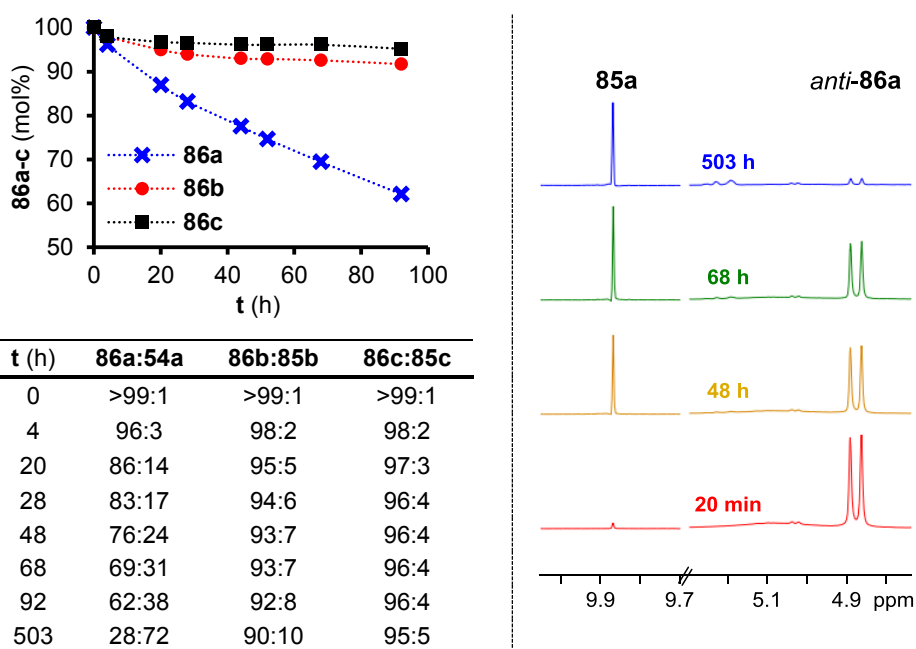 100
90
80
70
60
50
86a-c (mol%)
86a
86b
86c
0 20 40 60 80 100
t (h)
t (h) 86a:54a 86b:85b 86c:85c
0 >99:1 >99:1 >99:1
4 96:3 98:2 98:2
20 86:14 95:5 97:3
28 83:17 94:6 96:4
48 76:24 93:7 96:4
68 69:31 93:7 96:4
92 62:38 92:8 96:4
503 28:72 90:10 95:5
85a anti-86a
503 h
68 h
48 h
20 min
9.9 9.7 5.1 4.9 ppm